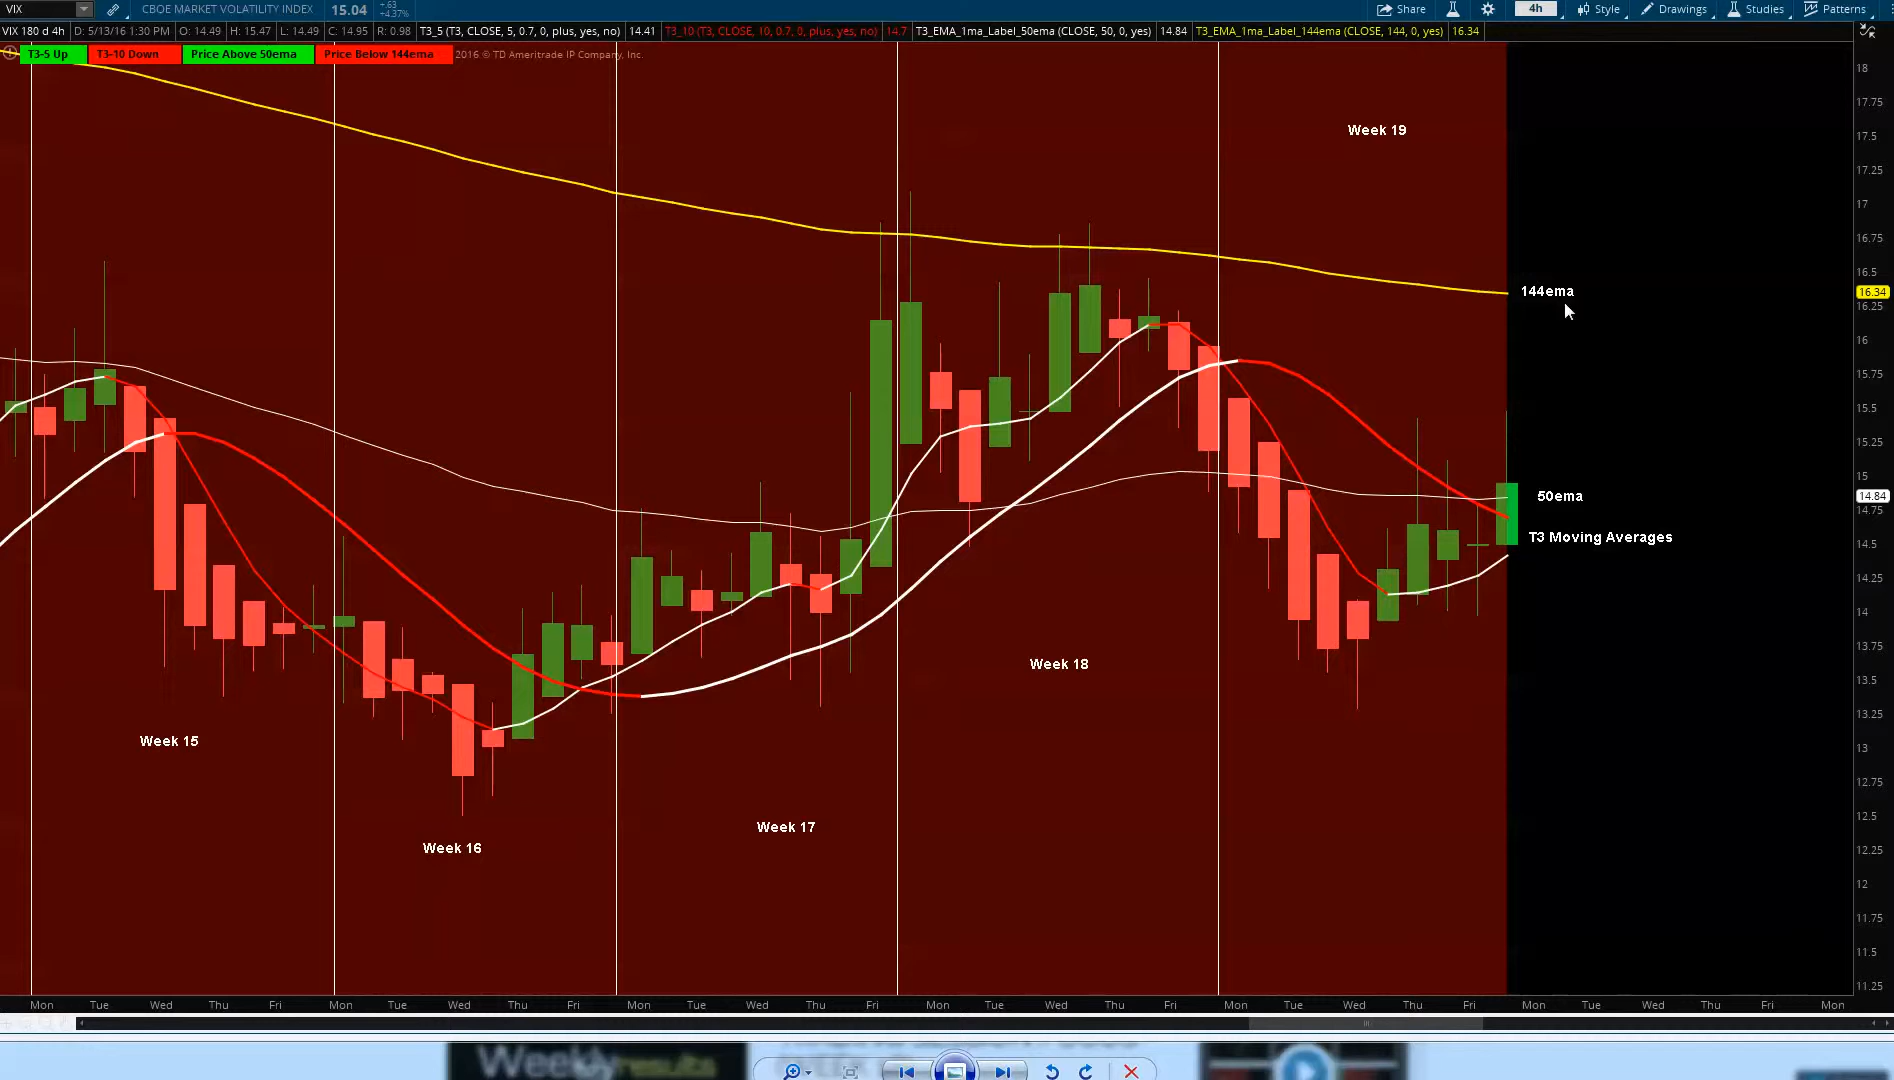 VIX CBOE MARKET VOLATILITY INDEX 15.04 +.63 +4.37% Share 4h Style Drawings Studies Patterns
VIX 180 d 4h D: 5/13/16 1:30 PM O: 14.49 H: 15.47 L: 14.49 C: 14.95 R: 0.98 T3_5 (T3, CLOSE, 5, 0.7, 0, plus, yes, no) 14.41 T3_10 (T3, CLOSE, 10, 0.7, 0, plus, yes, no) 14.7 T3_EMA_1ma_Label_50ema (CLOSE, 50, 0, yes) 14.84 T3_EMA_1ma_Label_144ema (CLOSE, 144, 0, yes) 16.34
T3-5 Up T3-10 Down Price Above 50ema Price Below 144ema 2016 © TD Ameritrade IP Company, Inc.
18
17.75
Week 19
17.5
17.25
17
16.75
16.5
144ema 16.34
16.25
16
15.75
15.5
15.25
15
50ema 14.84
14.75
T3 Moving Averages
14.5
14.25
14
13.75
Week 18
13.5
13.25
Week 15
13
12.75
12.5
Week 17
Week 16
12.25
12
11.75
11.5
11.25
Mon Tue Wed Thu Fri Mon Tue Wed Thu Fri Mon Tue Wed Thu Fri Mon Tue Wed Thu Fri Mon Tue Wed Thu Fri Mon Tue Wed Thu Fri Mon
Weekly results